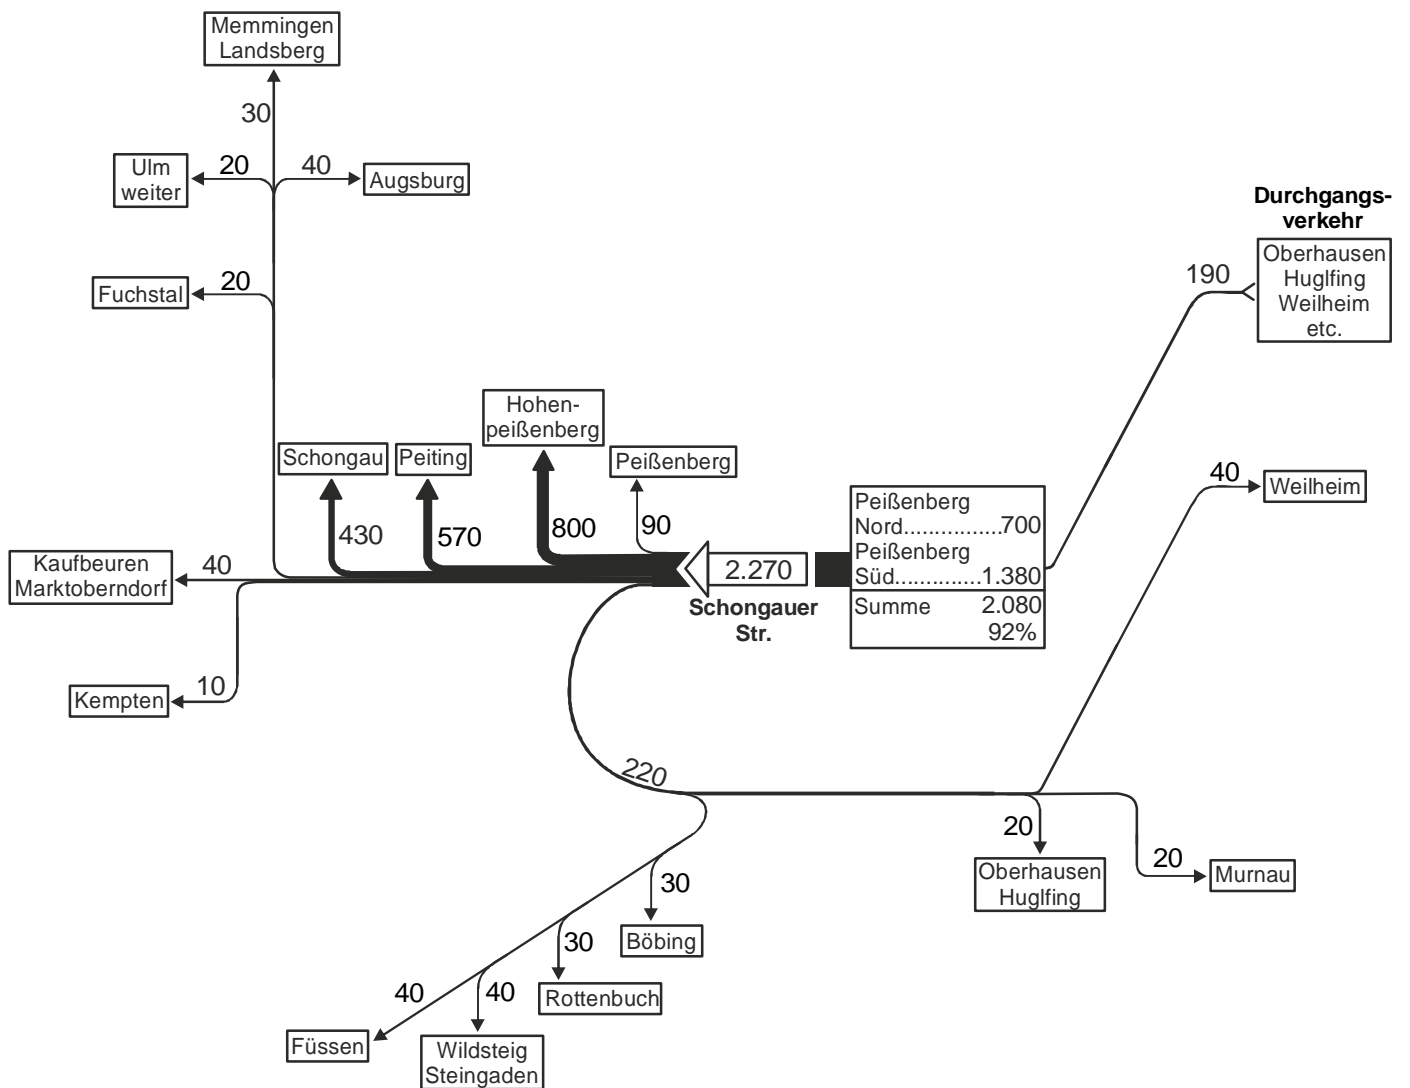 Memmingen
Landsberg
30
Ulm
weiter
20
40
Augsburg
Durchgangs-
verkehr
Oberhausen
Huglfing
Weilheim
etc.
190
Fuchstal
20
Hohen-
peißenberg
Schongau
Peiting
Peißenberg
40
Weilheim
430
570
800
90
Peißenberg
Nord................700
Peißenberg
Süd..............1.380
Summe 2.080
92%
2.270
Schongauer
Str.
Kaufbeuren
Marktoberndorf
40
Kempten
10
220
20
Oberhausen
Huglfing
20
Murnau
30
Böbing
30
Rottenbuch
40
Wildsteig
Steingaden
40
Füssen